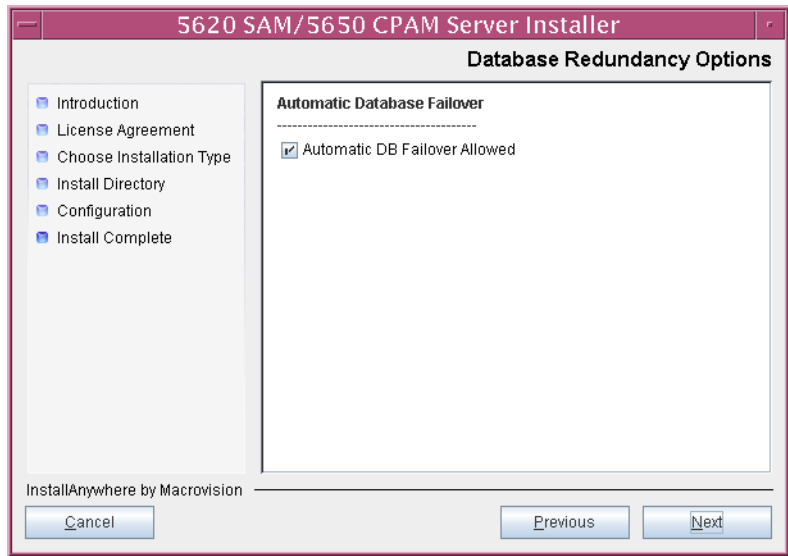 5620 SAM/5650 CPAM Server Installer
Database Redundancy Options
Introduction
License Agreement
Choose Installation Type
Install Directory
Configuration
Install Complete
Automatic Database Failover
---------------------------------------
Automatic DB Failover Allowed
InstallAnywhere by Macrovision
Cancel
Previous
Next